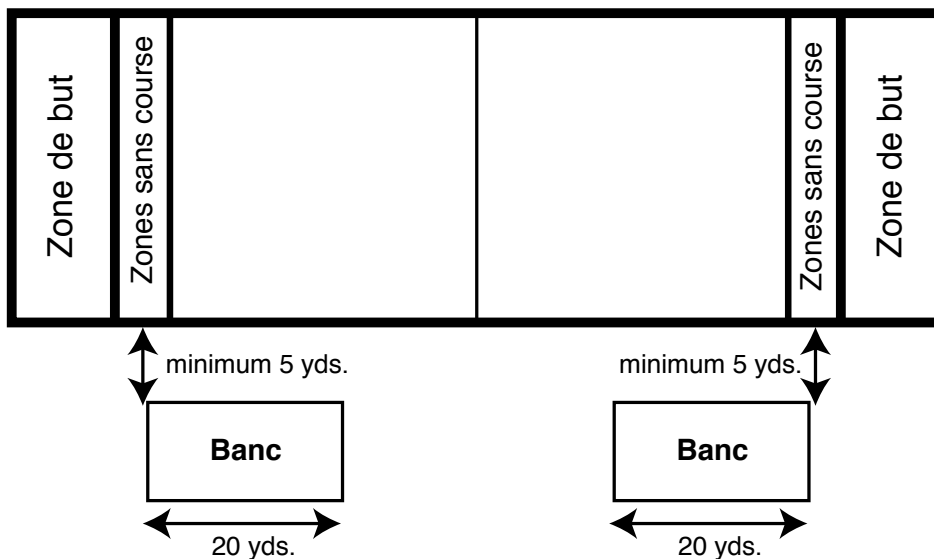 Zone de but
Zones sans course
Zones sans course
Zone de but
minimum 5 yds.
minimum 5 yds.
Banc
Banc
20 yds.
20 yds.